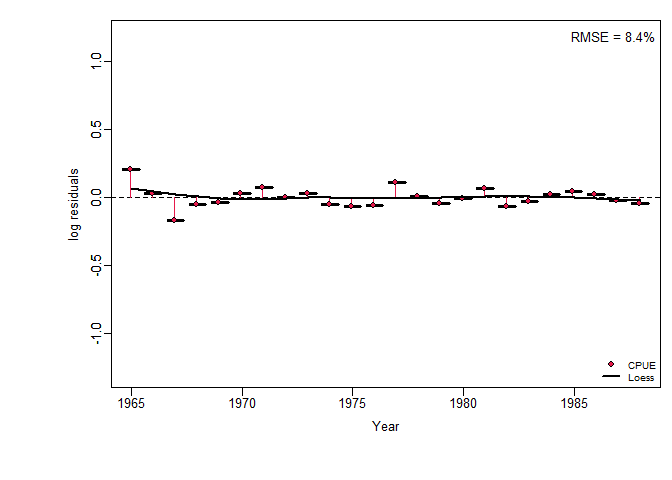 RMSE = 8.4%
1.0
0.5
0.0
-0.5
-1.0
log residuals
CPUE
Loess
1965 1970 1975 1980 1985
Year